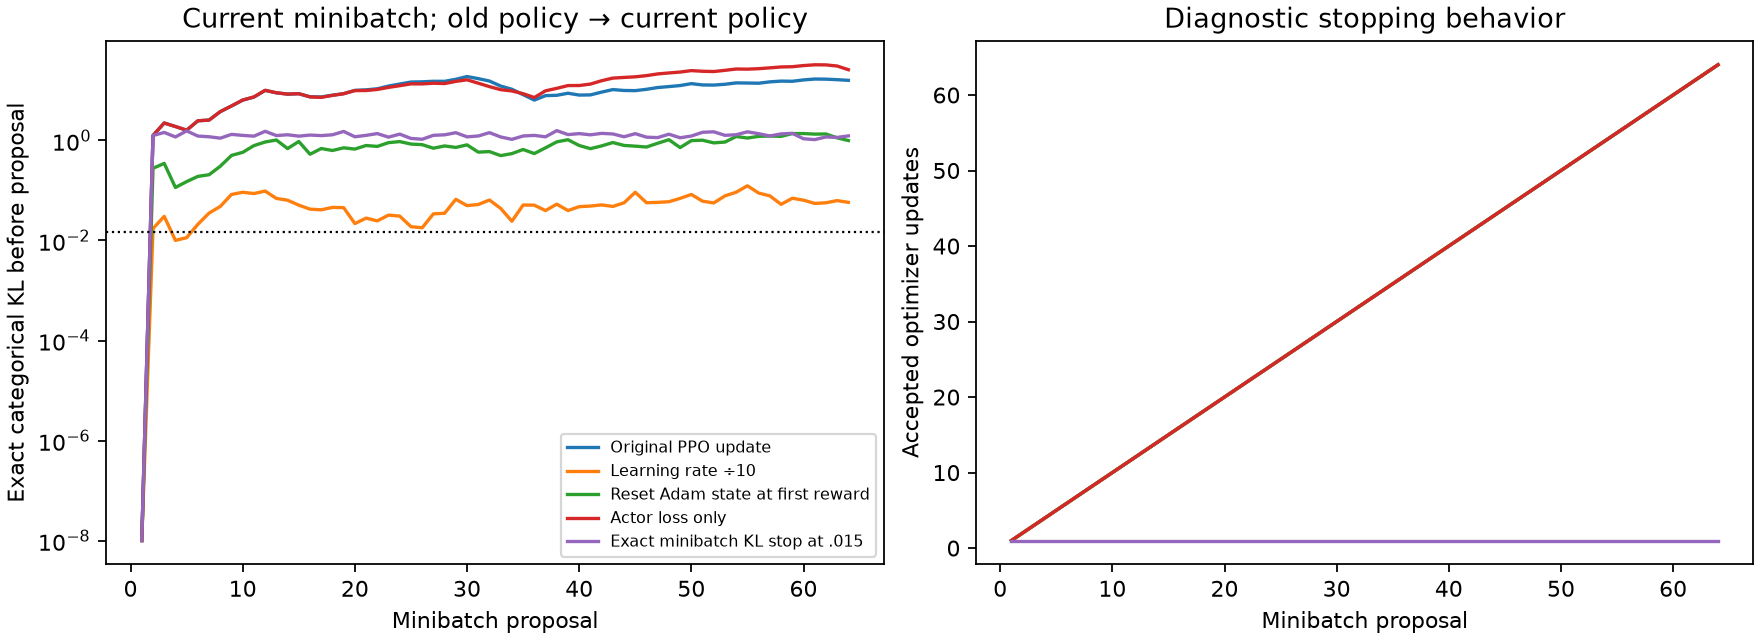 Current minibatch; old policy → current policy
Exact categorical KL before proposal
10⁰
10⁻²
10⁻⁴
10⁻⁶
10⁻⁸
0 10 20 30 40 50 60
Minibatch proposal
Original PPO update
Learning rate ÷10
Reset Adam state at first reward
Actor loss only
Exact minibatch KL stop at .015
Diagnostic stopping behavior
Accepted optimizer updates
60
50
40
30
20
10
0
0 10 20 30 40 50 60
Minibatch proposal